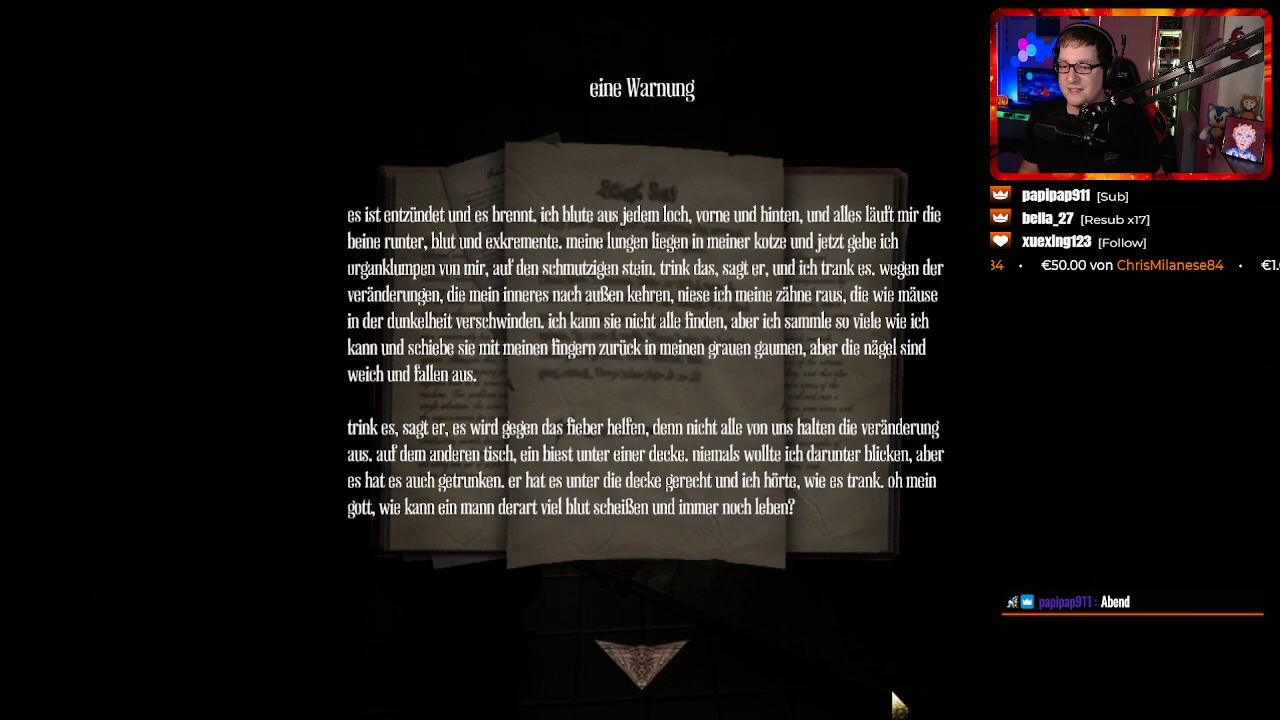 eine Warnung
es ist entzündet und es brennt. ich blute aus jedem loch, vorne und hinten, und alles läuft mir die
beine runter, blut und exkremente. meine lungen liegen in meiner kotze und jetzt gebe ich
organklumpen von mir, auf den schmutzigen stein. trink das, sagt er, und ich trank es. wegen der
veränderungen, die mein inneres nach außen kehren, niese ich meine zähne raus, die wie mäuse
in der dunkelheit verschwinden. ich kann sie nicht alle finden, aber ich sammle so viele wie ich
kann und schiebe sie mit meinen fingern zurück in meinen grauen gaunen, aber die nägel sind
weich und fallen aus.
trink es, sagt er, es wird gegen das fieber helfen, denn nicht alle von uns halten die veränderung
aus. auf dem anderen tisch, ein biest unter einer decke. niemals wollte ich darunter blicken, aber
es hat es auch getrunken. er hat es unter die decke gerecht und ich hörte, wie es trank. oh mein
gott, wie kann ein mann derart viel blut scheißen und immer noch leben?
papipap911 [Sub]
bella_27 [Resub x17]
xuexing123 [Follow]
84 · €50.00 von ChrisMilanese84 · €1.
papipap911 : Abend